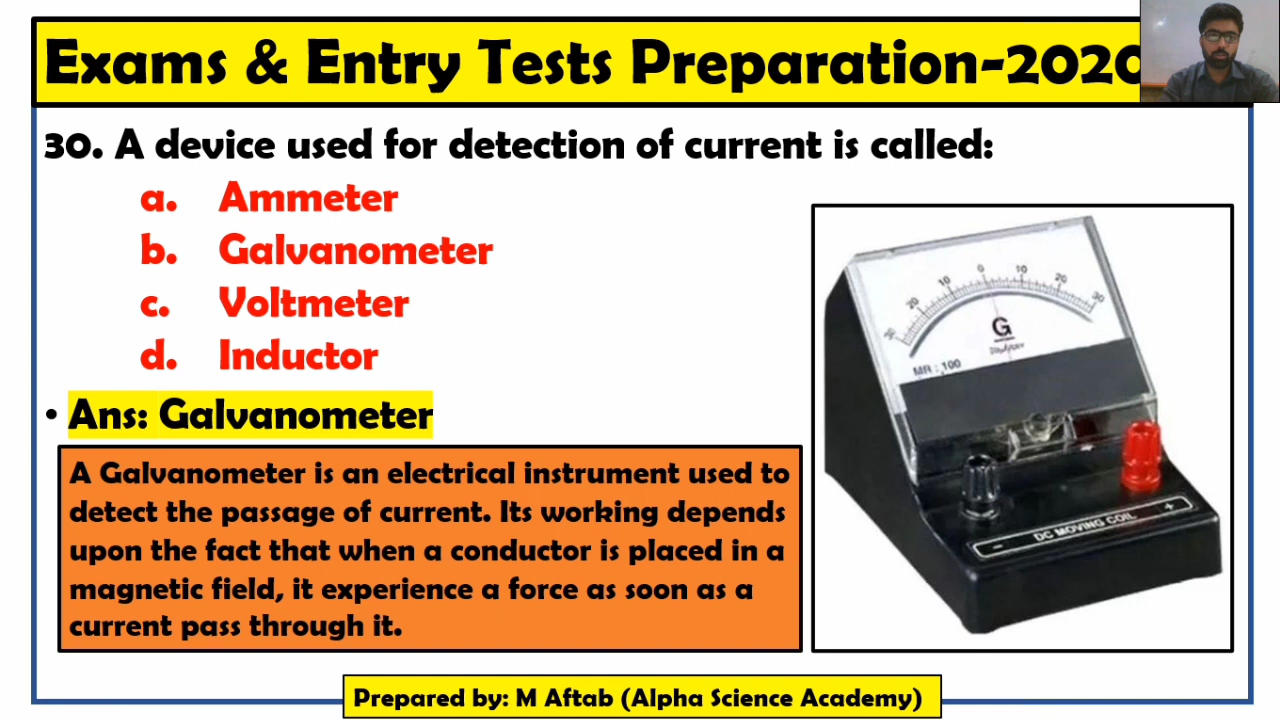 Exams & Entry Tests Preparation-2020
30. A device used for detection of current is called:
a. Ammeter
b. Galvanometer
c. Voltmeter
d. Inductor
• Ans: Galvanometer
A Galvanometer is an electrical instrument used to
detect the passage of current. Its working depends
upon the fact that when a conductor is placed in a
magnetic field, it experience a force as soon as a
current pass through it.
30 20 10 0 10 20 30
G
MR : 100
- DC MOVING COIL +
Prepared by: M Aftab (Alpha Science Academy)